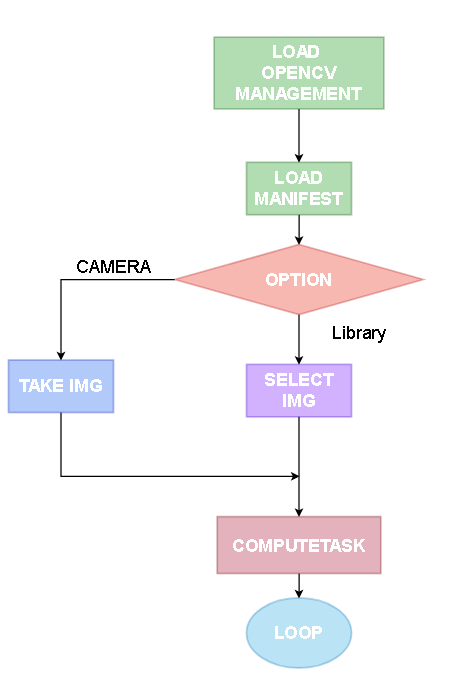 LOAD
OPENCV
MANAGEMENT
LOAD
MANIFEST
OPTION
CAMERA
Library
TAKE IMG
SELECT
IMG
COMPUTETASK
LOOP